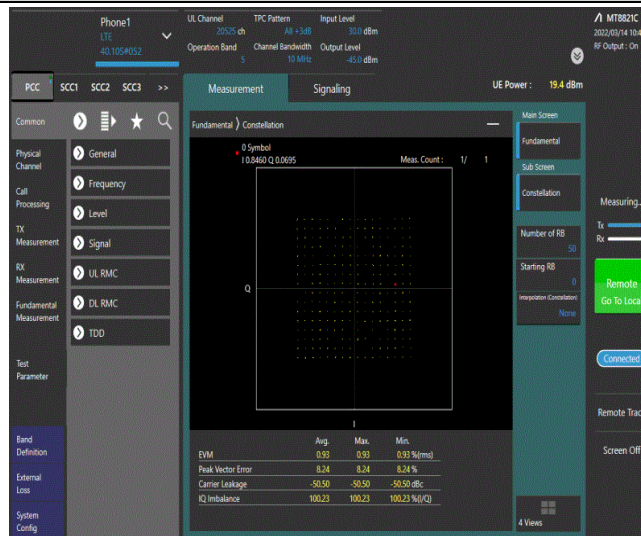 Phone1
LTE
40.105#052
UL Channel TPC Pattern Input Level
20525 ch All +3dB 30.0 dBm
Operation Band Channel Bandwidth Output Level
5 10 MHz -45.0 dBm
MT8821C
2022/03/14 10:4
RF Output : On
PCC SCC1 SCC2 SCC3 >>
Measurement Signaling
UE Power : 19.4 dBm
Common
Physical
Channel
Call
Processing
TX
Measurement
RX
Measurement
Fundamental
Measurement
Test
Parameter
Band
Definition
External
Loss
System
Config
General
Frequency
Level
Signal
UL RMC
DL RMC
TDD
Fundamental 》 Constellation
0 Symbol
I 0.8460 Q 0.0695 Meas. Count : 1/ 1
Q
I
Avg. Max. Min.
EVM 0.93 0.93 0.93 %(rms)
Peak Vector Error 8.24 8.24 8.24 %
Carrier Leakage -50.50 -50.50 -50.50 dBc
IQ Imbalance 100.23 100.23 100.23 %(I/Q)
Main Screen
Fundamental
Sub Screen
Constellation
Number of RB
50
Starting RB
0
Interpolation (Constellation)
None
4 Views
Measuring..
Tx
Rx
Remote
Go To Loca
Connected
Remote Trac
Screen Off